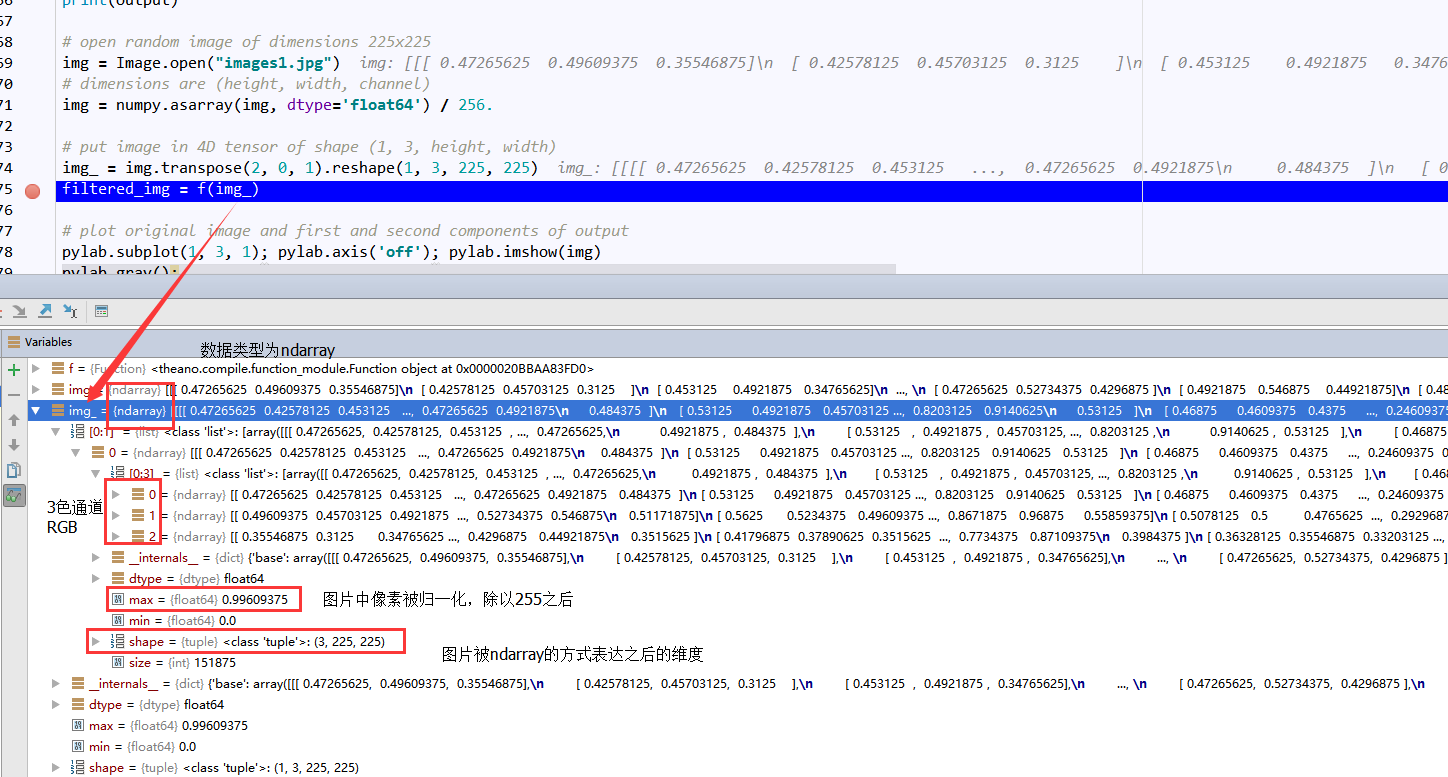 print(output)
67
68 # open random image of dimensions 225x225
69 img = Image.open("images1.jpg") img: [[[ 0.47265625 0.49609375 0.35546875]\n [ 0.42578125 0.45703125 0.3125 ]\n [ 0.453125 0.4921875 0.3476
70 # dimensions are (height, width, channel)
71 img = numpy.asarray(img, dtype='float64') / 256.
72
73 # put image in 4D tensor of shape (1, 3, height, width)
74 img_ = img.transpose(2, 0, 1).reshape(1, 3, 225, 225) img_: [[[[ 0.47265625 0.42578125 0.453125 ..., 0.47265625 0.4921875\n 0.484375 ]\n [ 0
75 filtered_img = f(img_)
76
77 # plot original image and first and second components of output
78 pylab.subplot(1, 3, 1); pylab.axis('off'); pylab.imshow(img)
79 pylab.gray();
Variables
数据类型为ndarray
f = {Function} <theano.compile.function_module.Function object at 0x0000020BBAA83FD0>
img = {ndarray} [[[ 0.47265625 0.49609375 0.35546875]\n [ 0.42578125 0.45703125 0.3125 ]\n [ 0.453125 0.4921875 0.34765625]\n ..., \n [ 0.47265625 0.52734375 0.4296875 ]\n [ 0.4921875 0.546875 0.44921875]\n [ 0.48
img_ = {ndarray} [[[[ 0.47265625 0.42578125 0.453125 ..., 0.47265625 0.4921875\n 0.484375 ]\n [ 0.53125 0.4921875 0.45703125 ..., 0.8203125 0.9140625\n 0.53125 ]\n [ 0.46875 0.4609375 0.4375 ..., 0.24609375
[0:1] = {list} <class 'list'>: [array([[[ 0.47265625, 0.42578125, 0.453125 , ..., 0.47265625,\n 0.4921875 , 0.484375 ],\n [ 0.53125 , 0.4921875 , 0.45703125, ..., 0.8203125 ,\n 0.9140625 , 0.53125 ],\n [ 0.46875
0 = {ndarray} [[[ 0.47265625 0.42578125 0.453125 ..., 0.47265625 0.4921875\n 0.484375 ]\n [ 0.53125 0.4921875 0.45703125 ..., 0.8203125 0.9140625\n 0.53125 ]\n [ 0.46875 0.4609375 0.4375 ..., 0.24609375 0
[0:3] = {list} <class 'list'>: [array([[ 0.47265625, 0.42578125, 0.453125 , ..., 0.47265625,\n 0.4921875 , 0.484375 ],\n [ 0.53125 , 0.4921875 , 0.45703125, ..., 0.8203125 ,\n 0.9140625 , 0.53125 ],\n [ 0.468
3色通道
RGB
0 = {ndarray} [[ 0.47265625 0.42578125 0.453125 ..., 0.47265625 0.4921875 0.484375 ]\n [ 0.53125 0.4921875 0.45703125 ..., 0.8203125 0.9140625 0.53125 ]\n [ 0.46875 0.4609375 0.4375 ..., 0.24609375
1 = {ndarray} [[ 0.49609375 0.45703125 0.4921875 ..., 0.52734375 0.546875\n 0.51171875]\n [ 0.5625 0.5234375 0.49609375 ..., 0.8671875 0.96875 0.55859375]\n [ 0.5078125 0.5 0.4765625 ..., 0.2929687
2 = {ndarray} [[ 0.35546875 0.3125 0.34765625 ..., 0.4296875 0.44921875\n 0.3515625 ]\n [ 0.41796875 0.37890625 0.3515625 ..., 0.7734375 0.87109375\n 0.3984375 ]\n [ 0.36328125 0.35546875 0.33203125 ...,
__internals__ = {dict} {'base': array([[[[ 0.47265625, 0.49609375, 0.35546875],\n [ 0.42578125, 0.45703125, 0.3125 ],\n [ 0.453125 , 0.4921875 , 0.34765625],\n ..., \n [ 0.47265625, 0.52734375, 0.4296875 ]
dtype = {dtype} float64
max = {float64} 0.99609375
图片中像素被归一化，除以255之后
min = {float64} 0.0
shape = {tuple} <class 'tuple'>: (3, 225, 225)
图片被ndarray的方式表达之后的维度
size = {int} 151875
__internals__ = {dict} {'base': array([[[[ 0.47265625, 0.49609375, 0.35546875],\n [ 0.42578125, 0.45703125, 0.3125 ],\n [ 0.453125 , 0.4921875 , 0.34765625],\n ..., \n [ 0.47265625, 0.52734375, 0.4296875 ],\n
dtype = {dtype} float64
max = {float64} 0.99609375
min = {float64} 0.0
shape = {tuple} <class 'tuple'>: (1, 3, 225, 225)